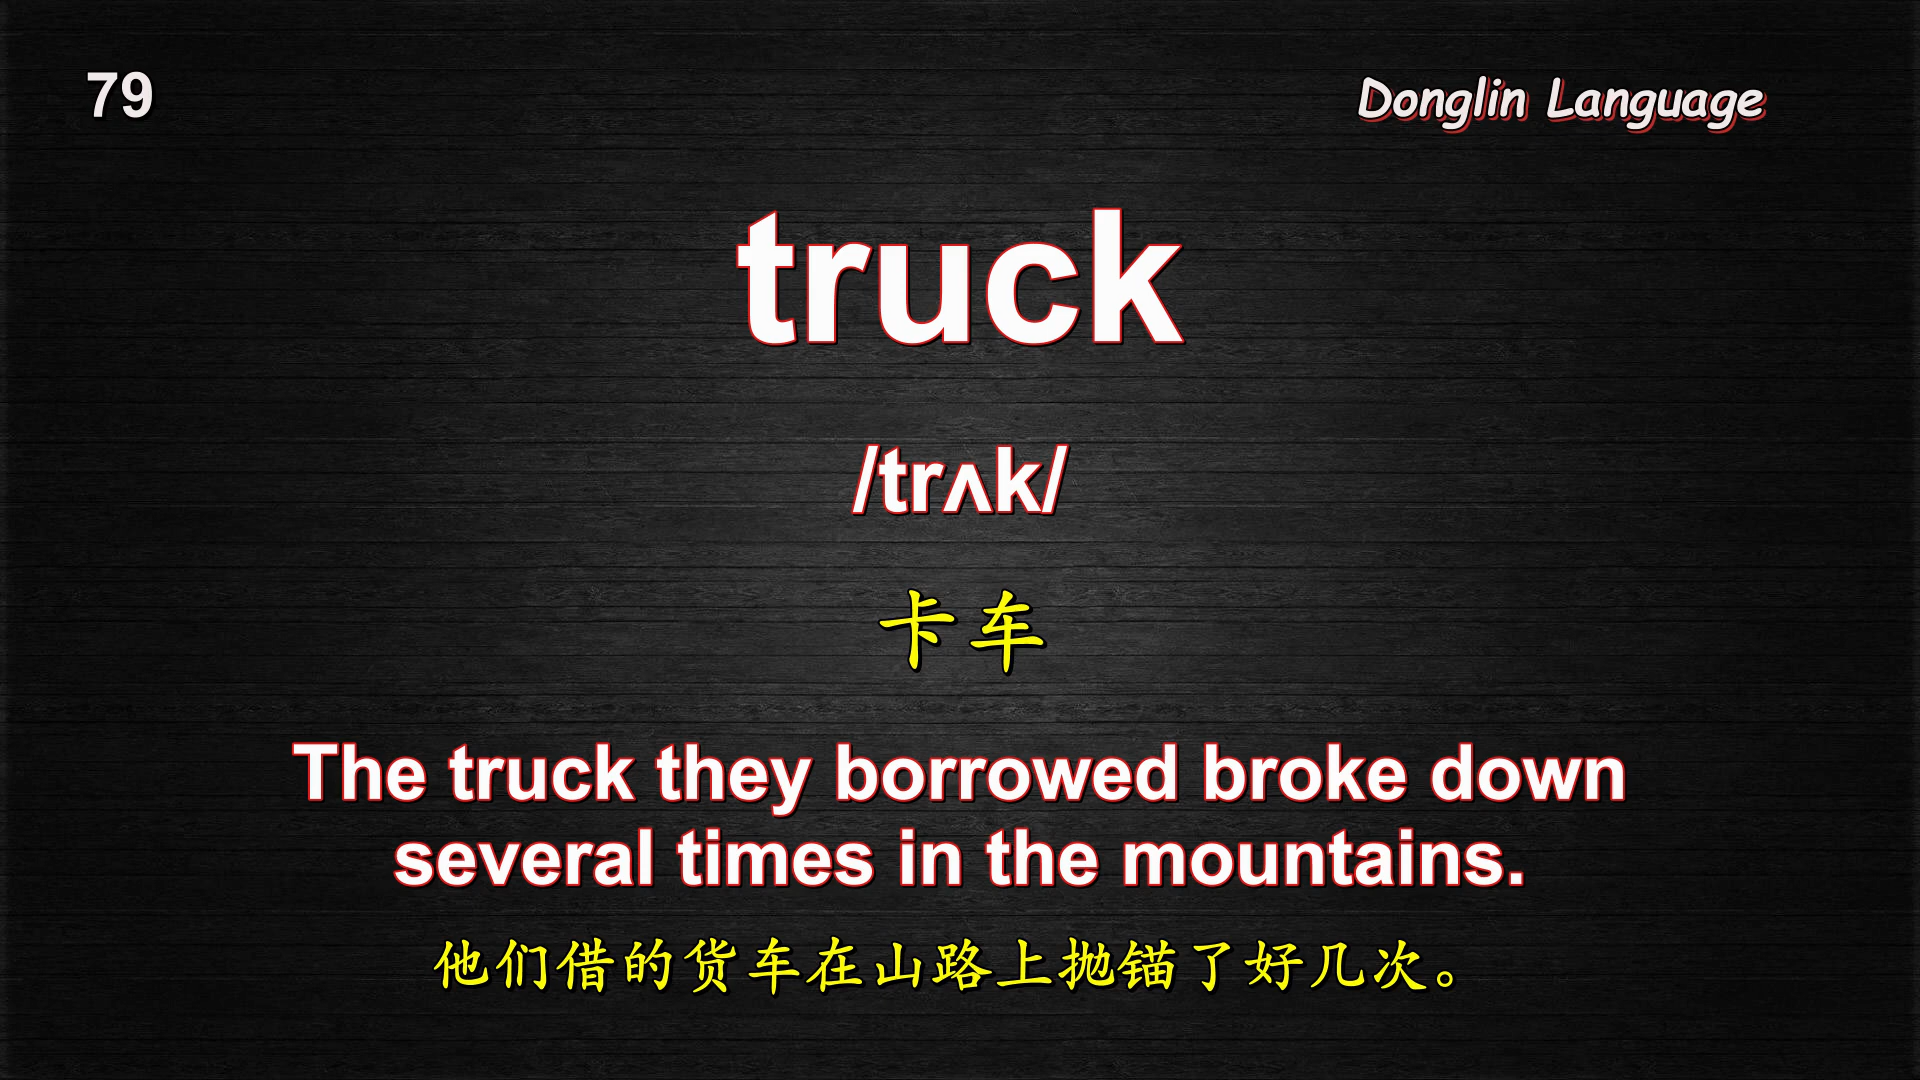 79
Donglin Language
truck
/trʌk/
卡车
The truck they borrowed broke down
several times in the mountains.
他们借的货车在山路上抛锚了好几次。